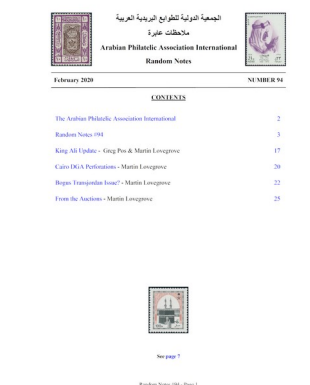 الجمعية الدولية للطوابع البريدية العربية
ملاحظات عابرة
Arabian Philatelic Association International
Random Notes
February 2020 NUMBER 94
CONTENTS
The Arabian Philatelic Association International 2
Random Notes #94 3
King Ali Update - Greg Pos & Martin Lovegrove 17
Cairo DGA Perforations - Martin Lovegrove 20
Bogus Transjordan Issue? - Martin Lovegrove 22
From the Auctions - Martin Lovegrove 25
See page 7
Random Notes #94 - Page 1